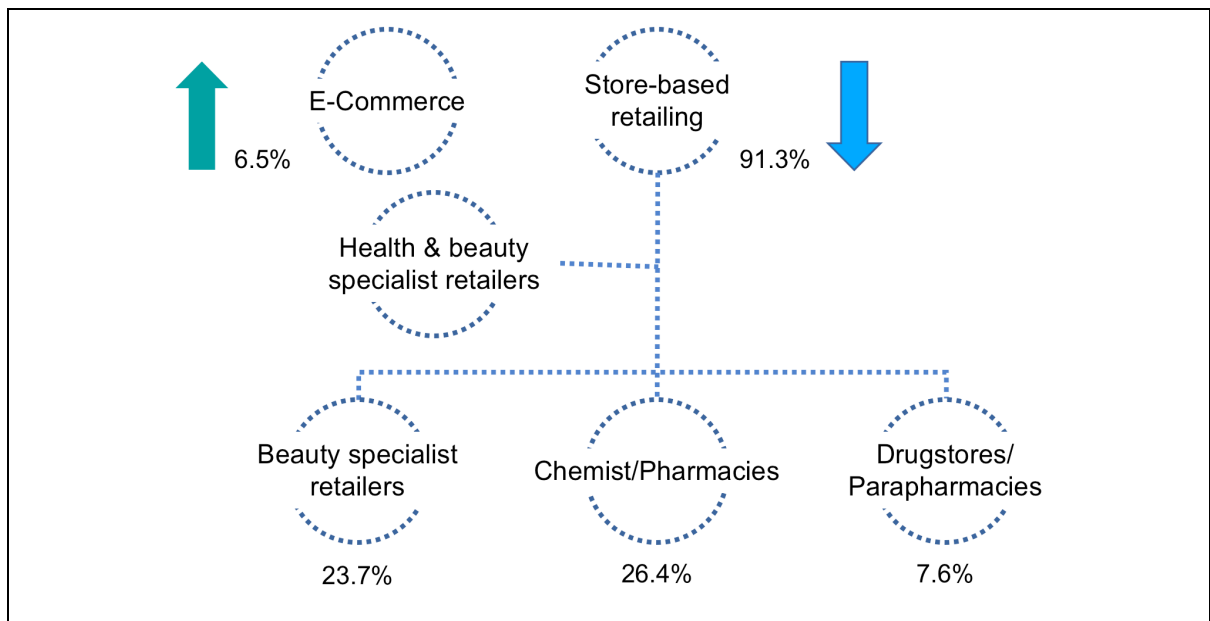 E-Commerce
6.5%
Store-based
retailing
91.3%
Health & beauty
specialist retailers
Beauty specialist
retailers
23.7%
Chemist/Pharmacies
26.4%
Drugstores/
Parapharmacies
7.6%